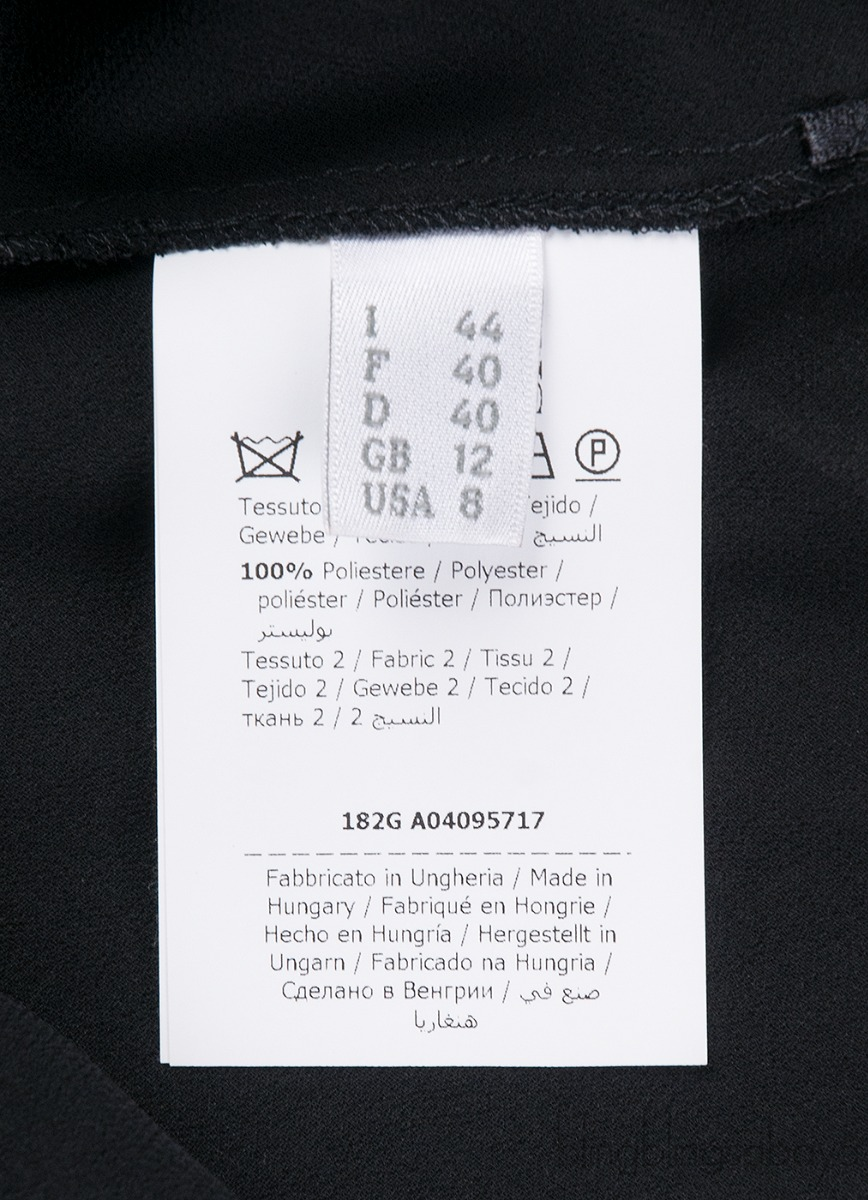 I 44
F 40
D 40
GB 12
USA 8
P
Tessuto ejido /
Gewebe / النسيج
100% Poliestere / Polyester /
poliéster / Poliéster / Полиэстер /
بوليستر
Tessuto 2 / Fabric 2 / Tissu 2 /
Tejido 2 / Gewebe 2 / Tecido 2 /
ткань 2 / 2 النسيج
182G A04095717
Fabbricato in Ungheria / Made in
Hungary / Fabriqué en Hongrie /
Hecho en Hungría / Hergestellt in
Ungarn / Fabricado na Hungria /
Сделано в Венгрии / صنع في
هنغاريا